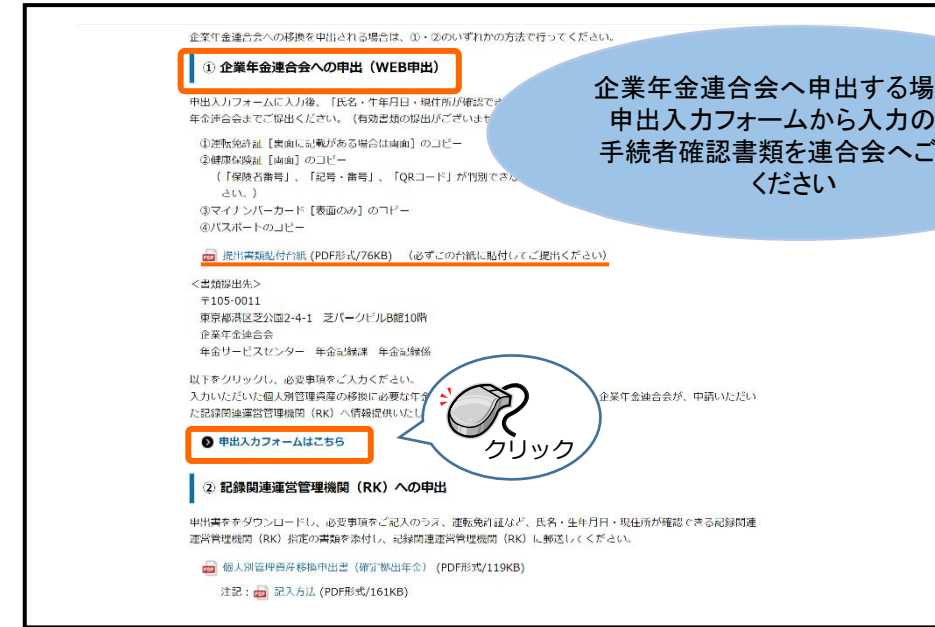 企業年金連合会への移換を申出される場合は、①・②のいずれかの方法で行ってください。
① 企業年金連合会への申出（WEB申出）
申出入力フォームに入力後、「氏名・生年月日・現住所が確認でき
年金連合会までご提出ください。（有効書類の提出がございませ
①運転免許証［裏面に記載がある場合は両面］のコピー
②健康保険証［両面］のコピー
（「保険者番号」、「記号・番号」、「QRコード」が判別できな
さい。）
③マイナンバーカード［表面のみ］のコピー
④パスポートのコピー
企業年金連合会へ申出する場
申出入力フォームから入力の
手続者確認書類を連合会へご
ください
提出書類貼付台紙 (PDF形式/76KB) （必ずこの台紙に貼付してご提出ください）
＜書類提出先＞
〒105-0011
東京都港区芝公園2-4-1 芝パークビルB館10階
企業年金連合会
年金サービスセンター 年金記録課 年金記録係
以下をクリックし、必要事項をご入力ください。
入力いただいた個人別管理資産の移換に必要な年金 企業年金連合会が、申請いただい
た記録関連運営管理機関（RK）へ情報提供いたし
申出入力フォームはこちら
クリック
② 記録関連運営管理機関（RK）への申出
申出書をダウンロードし、必要事項をご記入のうえ、運転免許証など、氏名・生年月日・現住所が確認できる記録関連
運営管理機関（RK）指定の書類を添付し、記録関連運営管理機関（RK）に郵送してください。
個人別管理資産移換申出書（確定拠出年金） (PDF形式/119KB)
注記： 記入方法 (PDF形式/161KB)